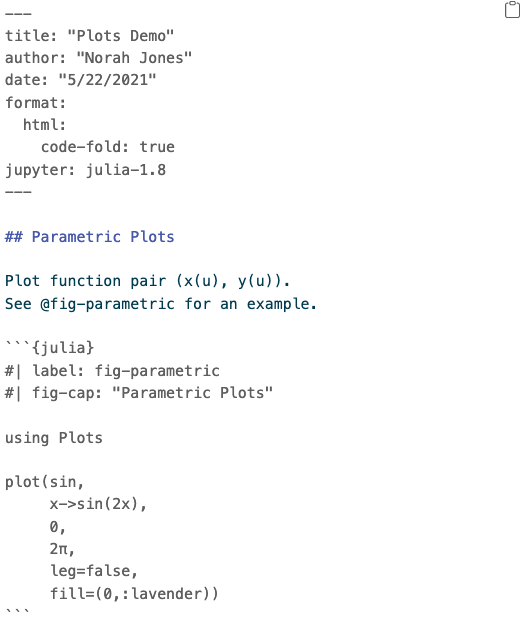 ---
title: "Plots Demo"
author: "Norah Jones"
date: "5/22/2021"
format:
  html:
    code-fold: true
jupyter: julia-1.8
---

## Parametric Plots

Plot function pair (x(u), y(u)).
See @fig-parametric for an example.

```{julia}
#| label: fig-parametric
#| fig-cap: "Parametric Plots"

using Plots

plot(sin,
     x->sin(2x),
     0,
     2π,
     leg=false,
     fill=(0,:lavender))
```